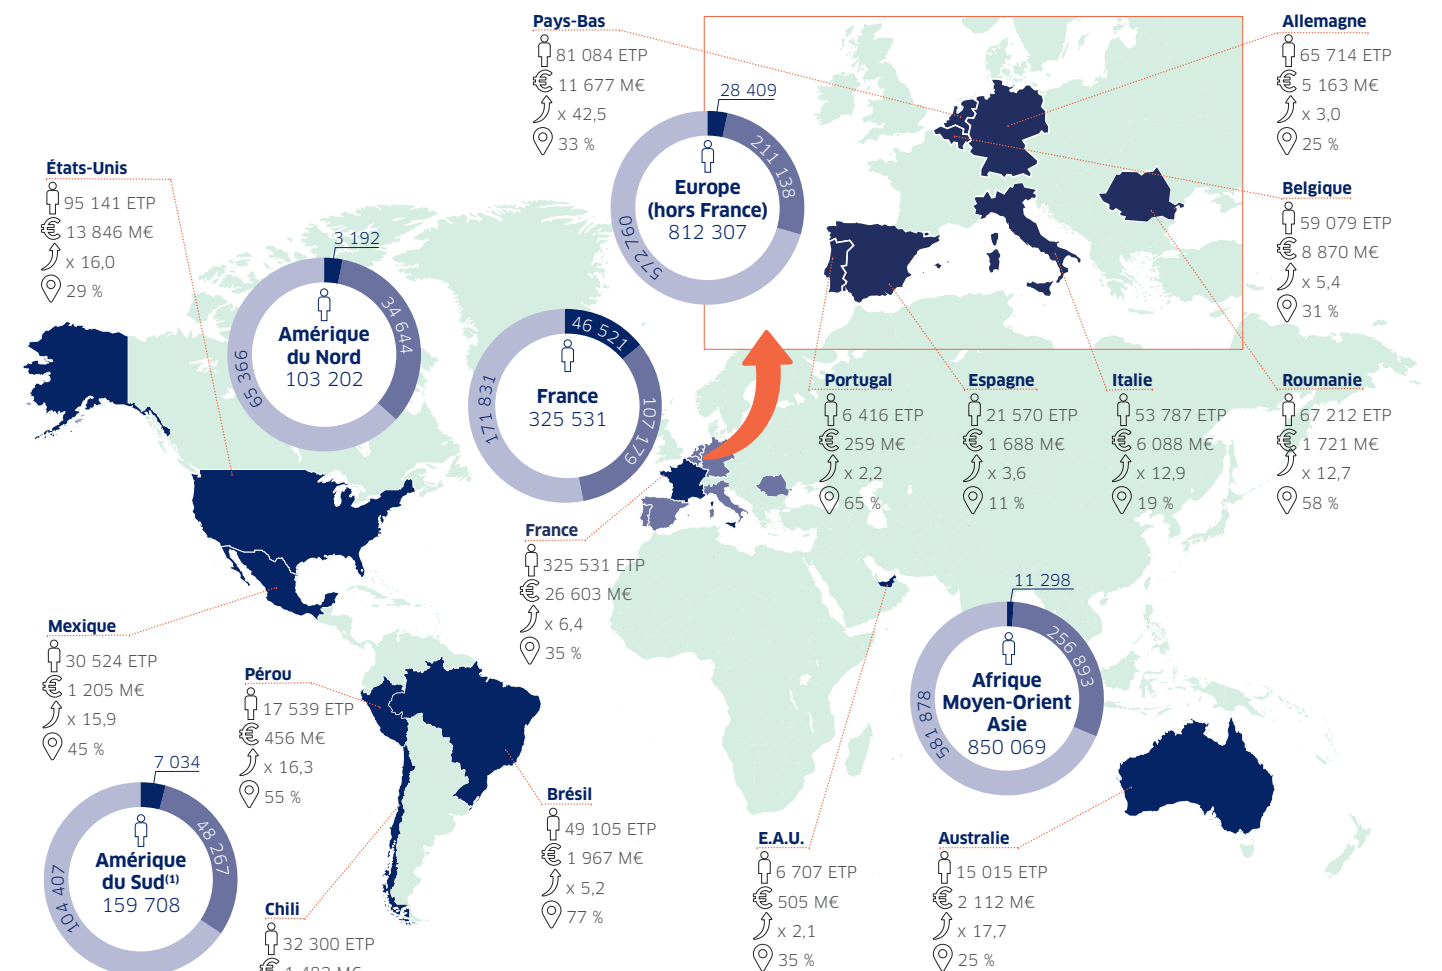 Pays-Bas
81 084 ETP
11 677 M€
x 42,5
33 %
Allemagne
65 714 ETP
5 163 M€
x 3,0
25 %
28 409
211 138
572 760
Europe
(hors France)
812 307
États-Unis
95 141 ETP
13 846 M€
x 16,0
29 %
Belgique
59 079 ETP
8 870 M€
x 5,4
31 %
3 192
34 644
65 366
Amérique
du Nord
103 202
46 521
107 179
171 831
France
325 531
Portugal
6 416 ETP
259 M€
x 2,2
65 %
Espagne
21 570 ETP
1 688 M€
x 3,6
11 %
Italie
53 787 ETP
6 088 M€
x 12,9
19 %
Roumanie
67 212 ETP
1 721 M€
x 12,7
58 %
France
325 531 ETP
26 603 M€
x 6,4
35 %
11 298
256 893
581 878
Afrique
Moyen-Orient
Asie
850 069
Mexique
30 524 ETP
1 205 M€
x 15,9
45 %
Pérou
17 539 ETP
456 M€
x 16,3
55 %
7 034
48 267
104 407
Amérique
du Sud(1)
159 708
Brésil
49 105 ETP
1 967 M€
x 5,2
77 %
E.A.U.
6 707 ETP
505 M€
x 2,1
35 %
Australie
15 015 ETP
2 112 M€
x 17,7
25 %
Chili
32 300 ETP